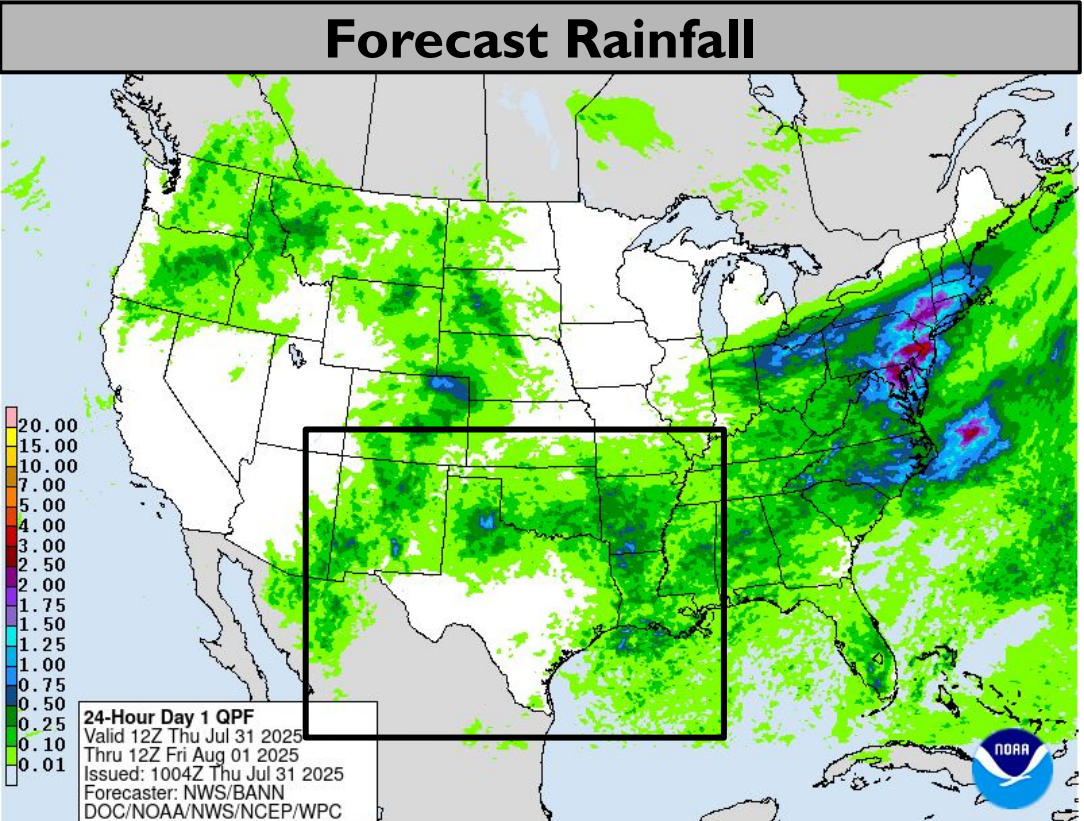 Forecast Rainfall
20.00
15.00
10.00
7.00
5.00
4.00
3.00
2.50
2.00
1.75
1.50
1.25
1.00
0.75
0.50
0.25
0.10
0.01
24-Hour Day 1 QPF
Valid 12Z Thu Jul 31 2025
Thru 12Z Fri Aug 01 2025
Issued: 1004Z Thu Jul 31 2025
Forecaster: NWS/BANN
DOC/NOAA/NWS/NCEP/WPC
NOAA